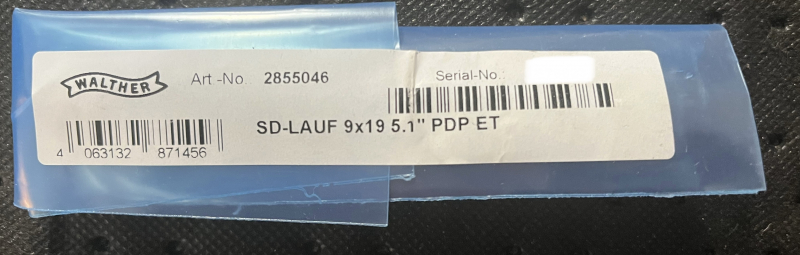 WALTHER
Art-No. 2855046
Serial-No.:
SD-LAUF 9x19 5.1" PDP ET
4 063132 871456